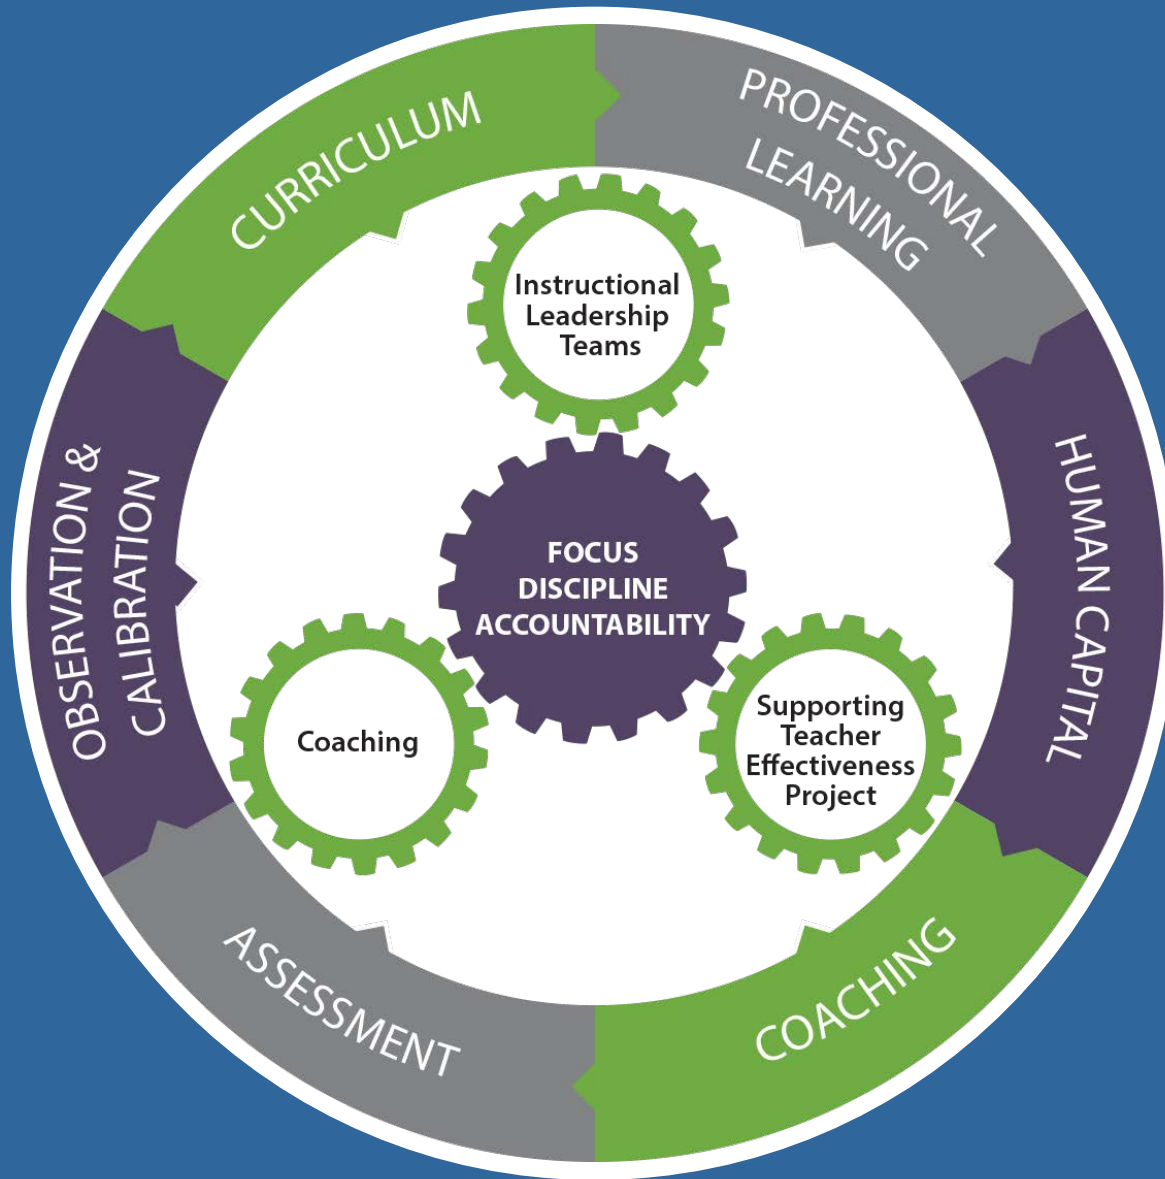 CURRICULUM
PROFESSIONAL
LEARNING
HUMAN CAPITAL
COACHING
ASSESSMENT
OBSERVATION &
CALIBRATION
Instructional
Leadership
Teams
FOCUS
DISCIPLINE
ACCOUNTABILITY
Coaching
Supporting
Teacher
Effectiveness
Project